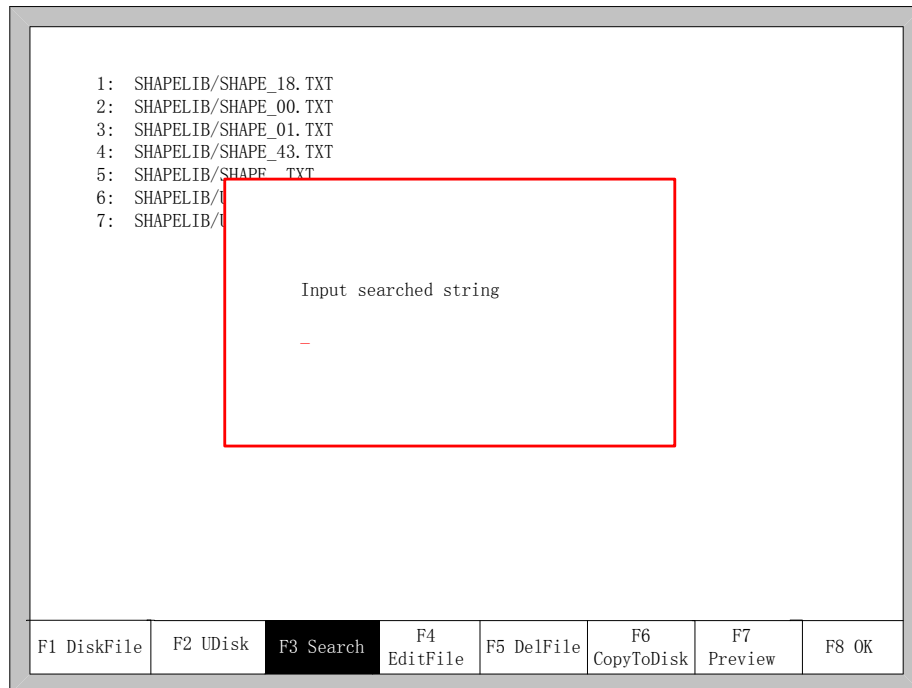 1: SHAPELIB/SHAPE_18.TXT
2: SHAPELIB/SHAPE_00.TXT
3: SHAPELIB/SHAPE_01.TXT
4: SHAPELIB/SHAPE_43.TXT
5: SHAPELIB/SHAPE__TXT
6: SHAPELIB/
7: SHAPELIB/
Input searched string
_
F1 DiskFile F2 UDisk F3 Search F4 EditFile F5 DelFile F6 CopyToDisk F7 Preview F8 OK